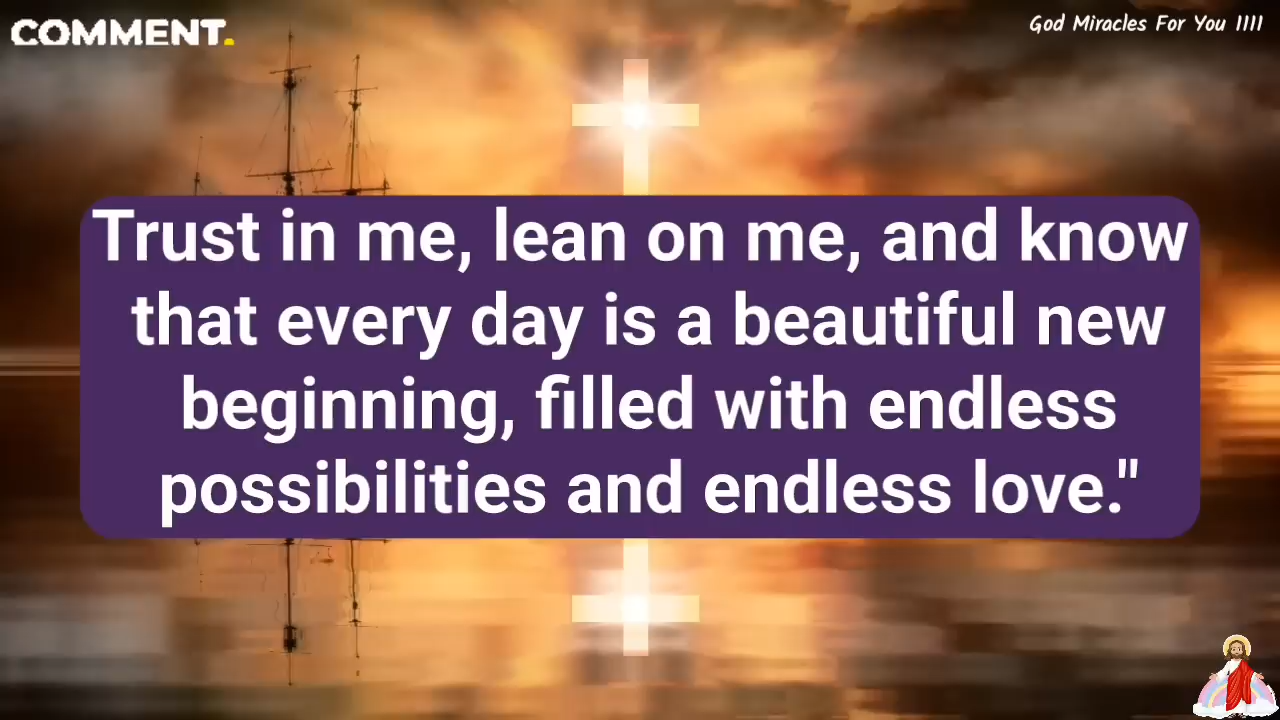 COMMENT.
God Miracles For You 1111
Trust in me, lean on me, and know
that every day is a beautiful new
beginning, filled with endless
possibilities and endless love."